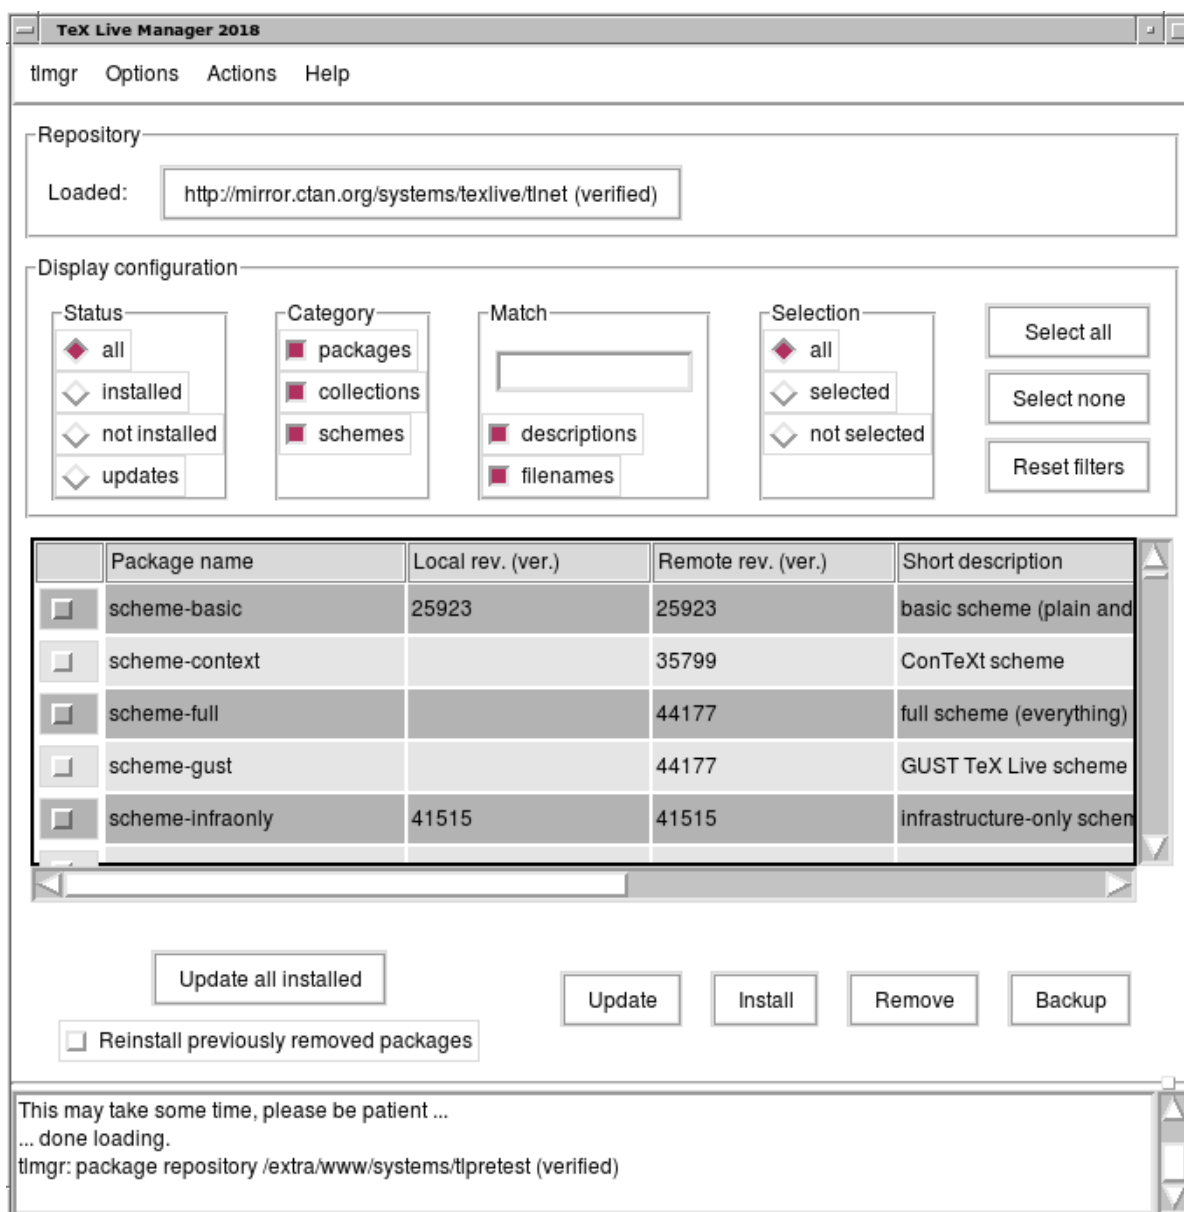 TeX Live Manager 2018
tlmgr Options Actions Help
Repository
Loaded: http://mirror.ctan.org/systems/texlive/tlnet (verified)
Display configuration
Status Category Match Selection
all packages all Select all
installed collections selected Select none
not installed schemes descriptions not selected Reset filters
updates filenames
Package name Local rev. (ver.) Remote rev. (ver.) Short description
scheme-basic 25923 25923 basic scheme (plain and
scheme-context 35799 ConTeXt scheme
scheme-full 44177 full scheme (everything)
scheme-gust 44177 GUST TeX Live scheme
scheme-infraonly 41515 41515 infrastructure-only schem
Update all installed Update Install Remove Backup
Reinstall previously removed packages
This may take some time, please be patient ...
... done loading.
tlmgr: package repository /extra/www/systems/tlpretest (verified)